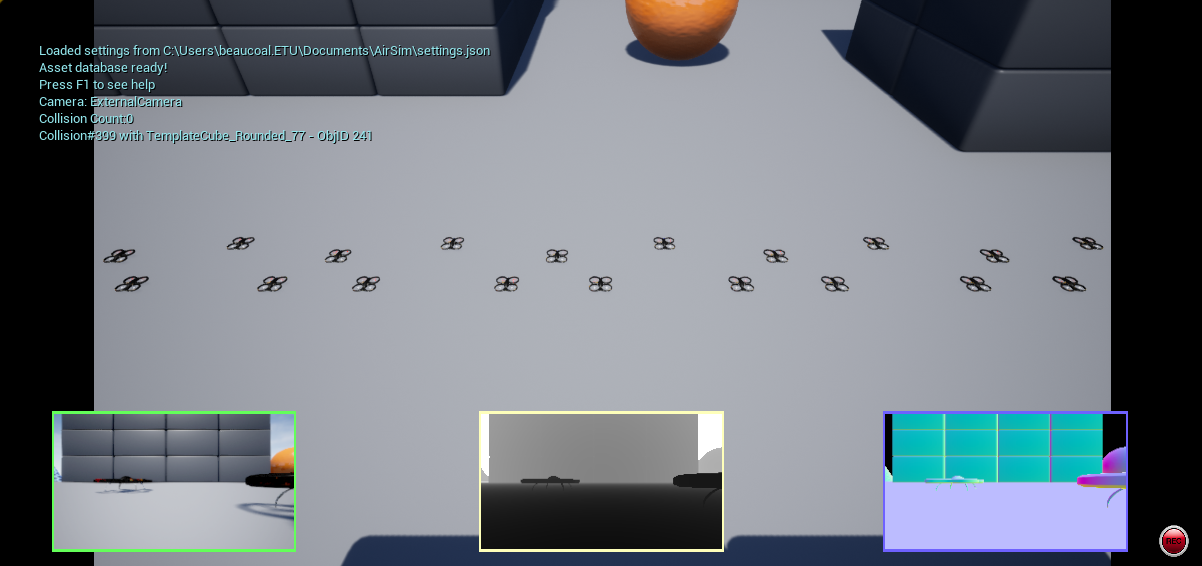 Loaded settings from C:\Users\beaucoal.ETU\Documents\AirSim\settings.json
Asset database ready!
Press F1 to see help
Camera: ExternalCamera
Collision Count:0
Collision#399 with TemplateCube_Rounded_77 - ObjID 241
REC